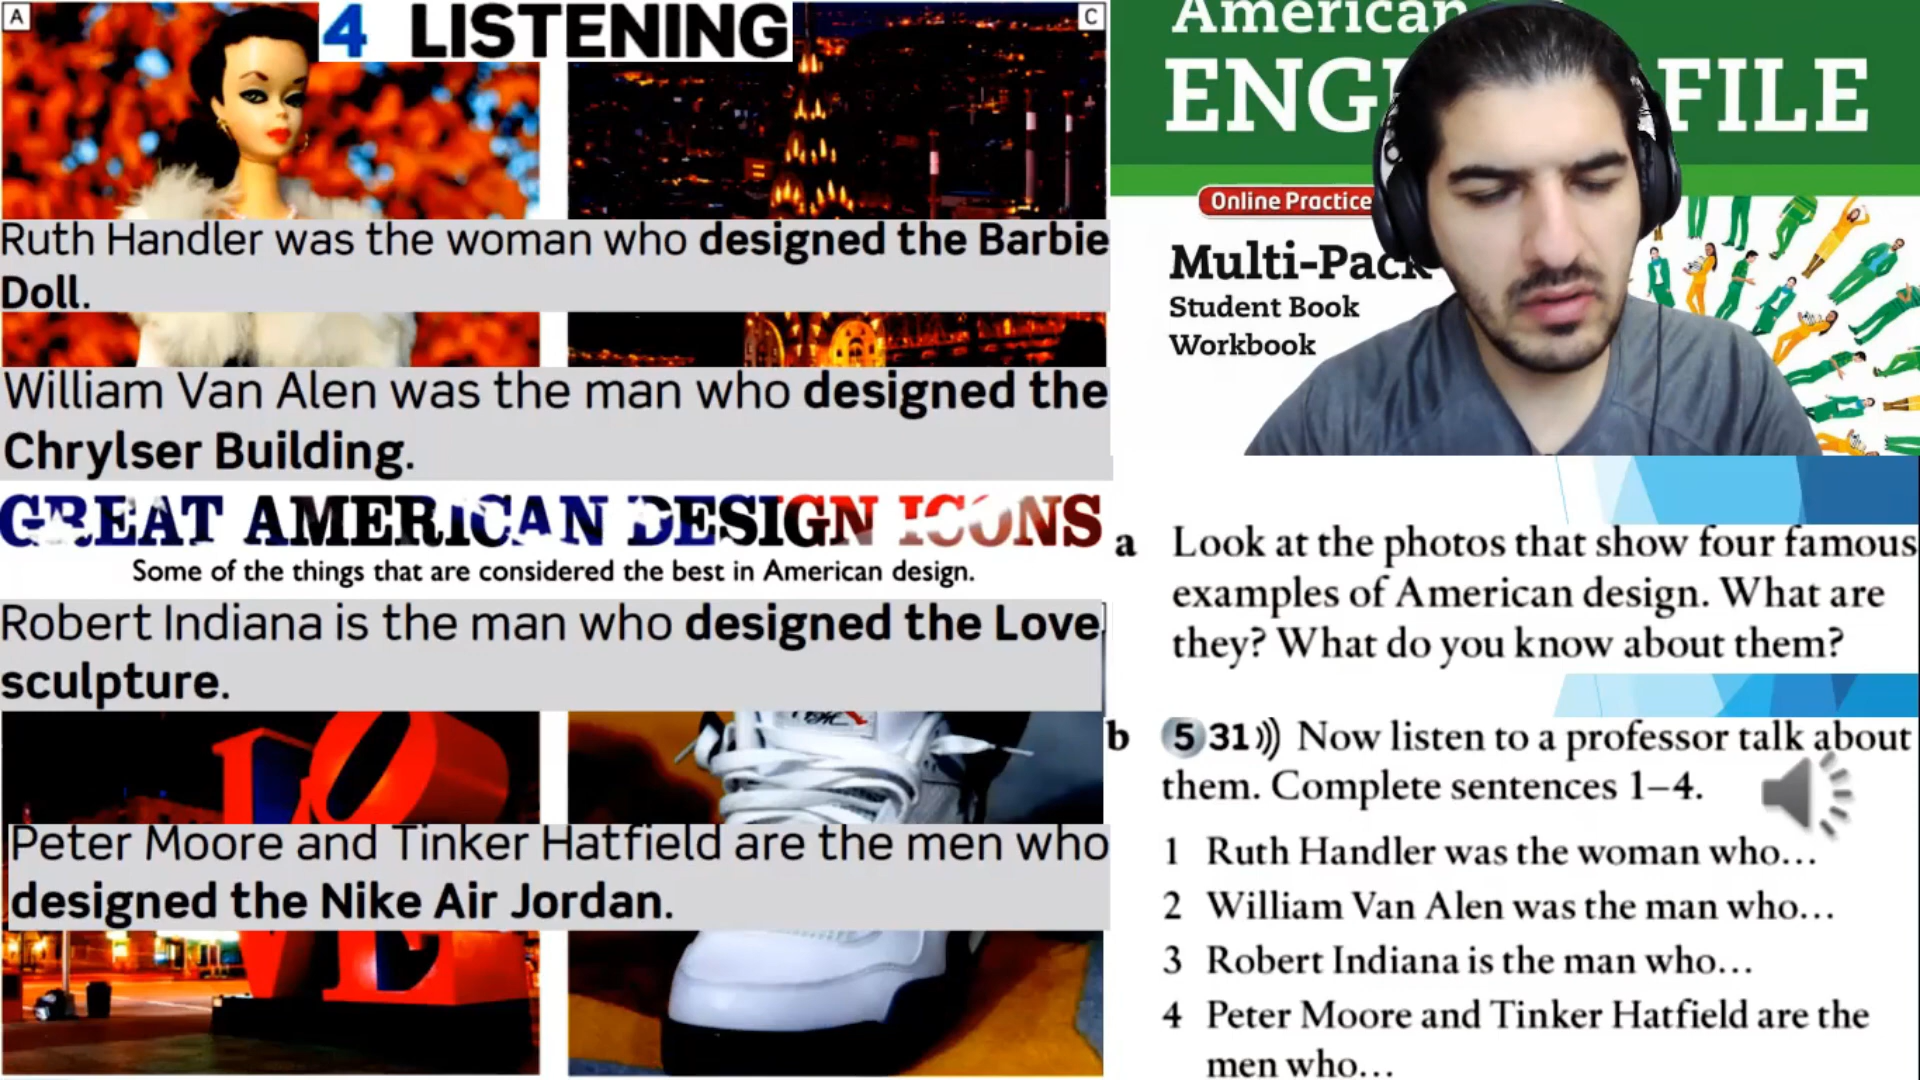 A
4 LISTENING
C
Ruth Handler was the woman who designed the Barbie
Doll.
William Van Alen was the man who designed the
Chrylser Building.
GREAT AMERICAN DESIGN ICONS
Some of the things that are considered the best in American design.
Robert Indiana is the man who designed the Love
sculpture.
Peter Moore and Tinker Hatfield are the men who
designed the Nike Air Jordan.
American
ENG FILE
Online Practice
Multi-Pack
Student Book
Workbook
a Look at the photos that show four famous
examples of American design. What are
they? What do you know about them?
b 5 31))) Now listen to a professor talk about
them. Complete sentences 1–4.
1 Ruth Handler was the woman who...
2 William Van Alen was the man who...
3 Robert Indiana is the man who...
4 Peter Moore and Tinker Hatfield are the
men who...